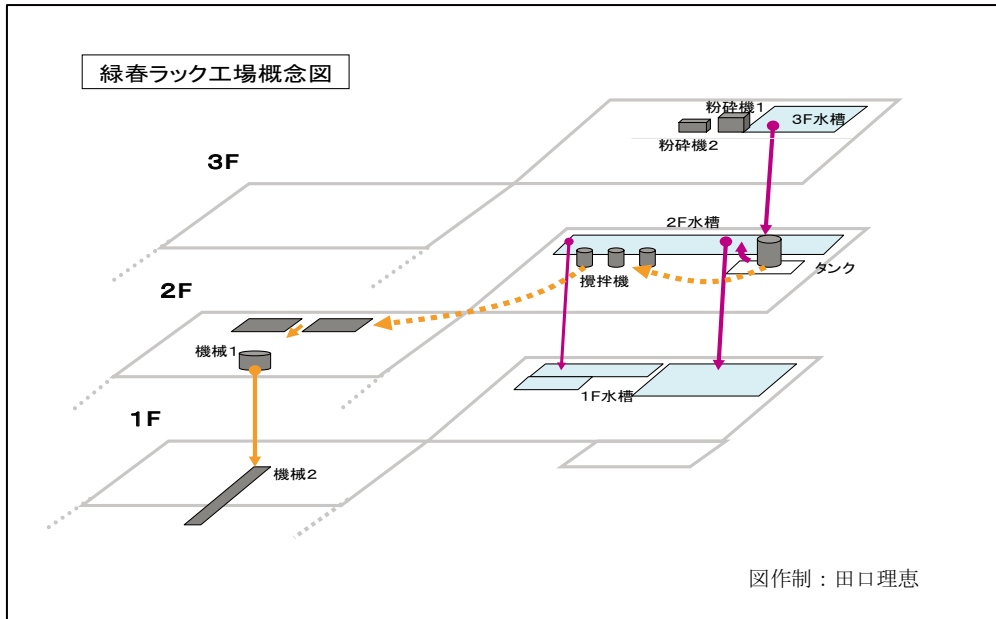 緑春ラック工場概念図
粉砕機1
3F水槽
粉砕機2
3F
2F水槽
タンク
攪拌機
2F
機械1
1F水槽
1F
機械2
図作制：田口理恵